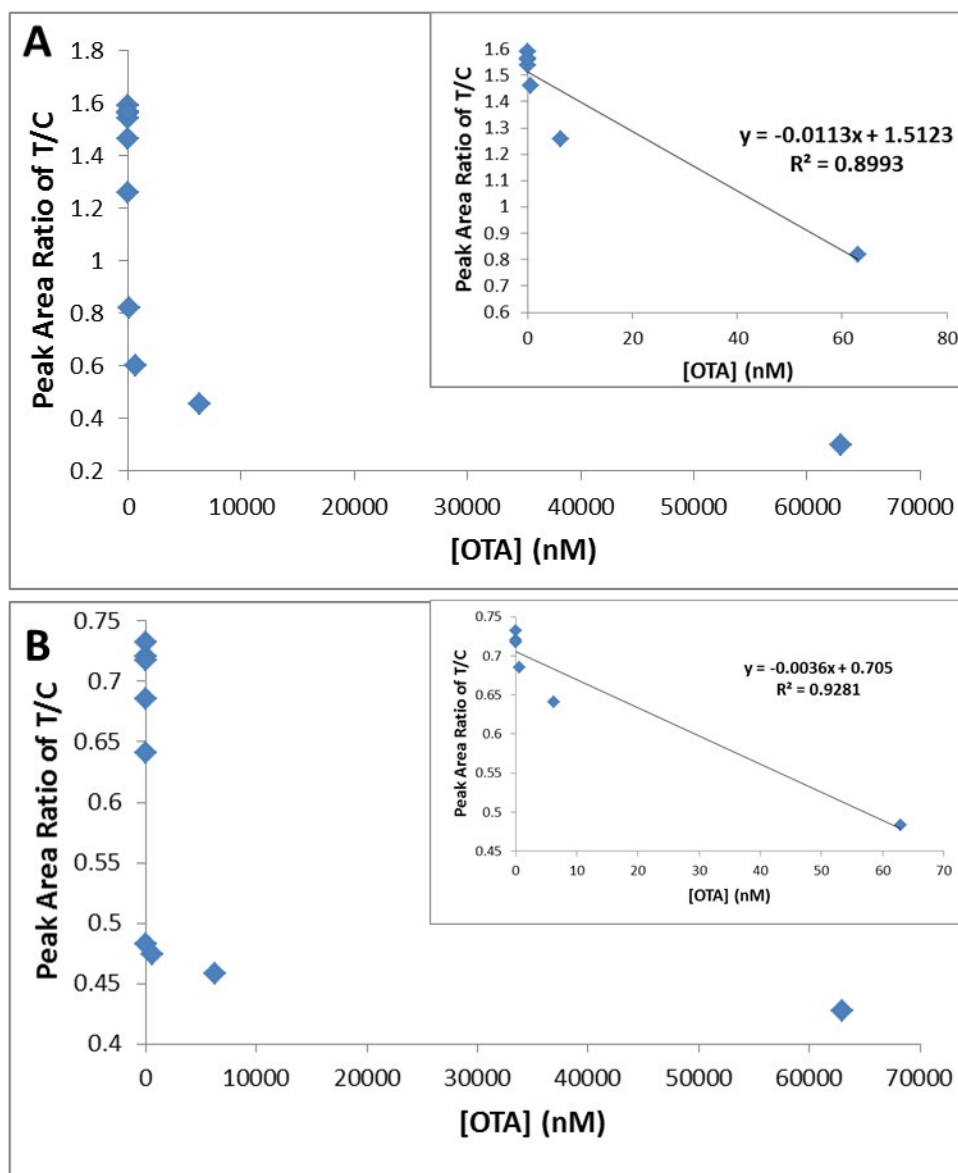 A
Peak Area Ratio of T/C
1.8
1.6
1.4
1.2
1
0.8
0.6
0.4
0.2
0 10000 20000 30000 40000 50000 60000 70000
[OTA] (nM)
Peak Area Ratio of T/C
1.6
1.5
1.4
1.3
1.2
1.1
1
0.9
0.8
0.7
0.6
y = -0.0113x + 1.5123
R² = 0.8993
0 20 40 60 80
[OTA] (nM)
B
Peak Area Ratio of T/C
0.75
0.7
0.65
0.6
0.55
0.5
0.45
0.4
0 10000 20000 30000 40000 50000 60000 70000
[OTA] (nM)
Peak Area Ratio of T/C
0.75
0.7
0.65
0.6
0.55
0.5
0.45
y = -0.0036x + 0.705
R² = 0.9281
0 10 20 30 40 50 60 70
[OTA] (nM)